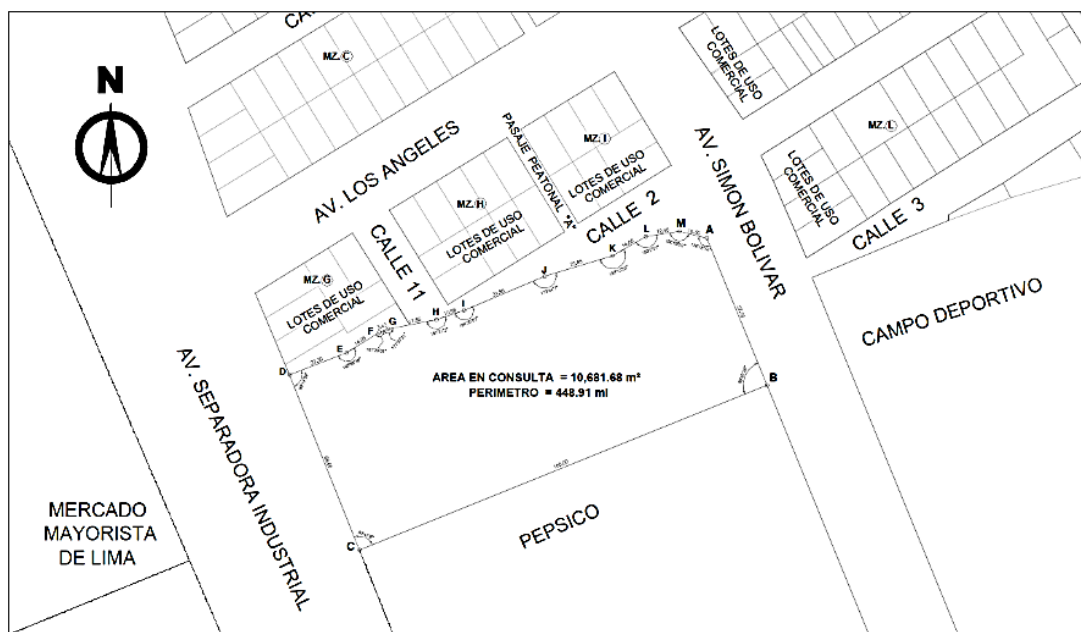 CA
MZ. C
LOTES DE USO
COMERCIAL
N
PASAJE PEATONAL "A"
MZ. I
LOTES DE USO
COMERCIAL
AV. LOS ANGELES
MZ. H
LOTES DE USO
COMERCIAL
CALLE 2
AV. SIMON BOLIVAR
MZ. L
LOTES DE USO
COMERCIAL
CALLE 3
CALLE 11
MZ. G
LOTES DE USO
COMERCIAL
A
M
L
K
J
I
H
G
F
E
D
B
C
CAMPO DEPORTIVO
AREA EN CONSULTA = 10,681.68 m²
PERIMETRO = 448.91 ml
AV. SEPARADORA INDUSTRIAL
MERCADO
MAYORISTA
DE LIMA
PEPSICO